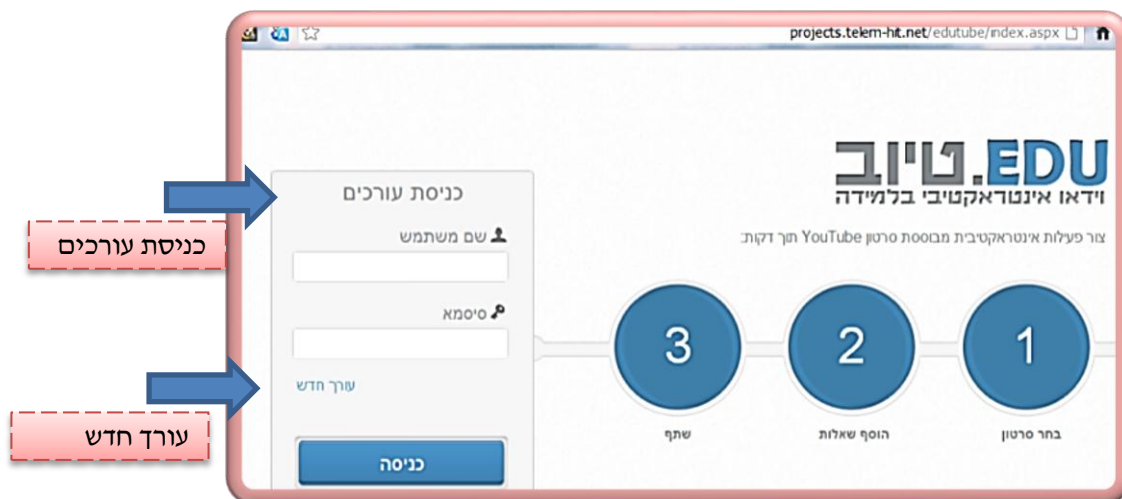 projects.telem-hit.net/edutube/index.aspx
EDU.טיוב
וידאו אינטראקטיבי בלמידה
צור פעילות אינטראקטיבית מבוססת סרטון YouTube תוך דקות:
1
2
3
בחר סרטון
הוסף שאלות
שתף
כניסת עורכים
שם משתמש
סיסמא
עורך חדש
כניסה
כניסת עורכים
עורך חדש